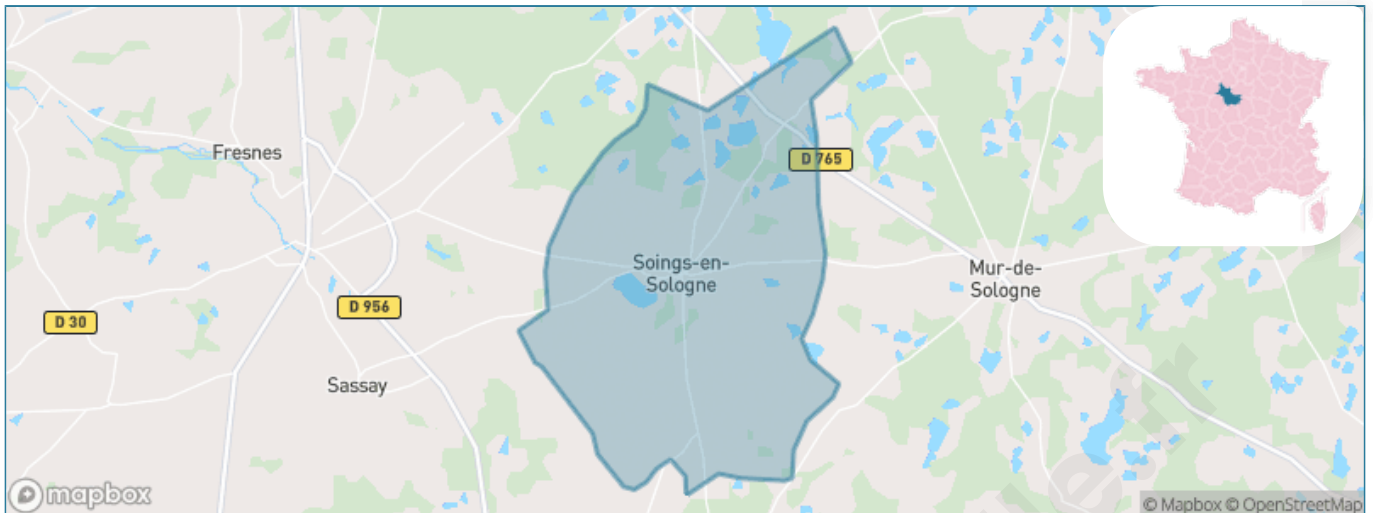 Fresnes
D 765
Soings-en-
Sologne
Mur-de-
Sologne
D 956
D 30
Sassay
mapbox
© Mapbox © OpenStreetMap